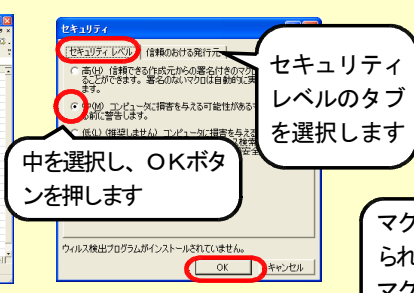 セキュリティ
セキュリティ レベル
信頼のおける発行元
高(H) 信頼できる作成元からの署名付きのマク
ることができます。署名のないマクロは自動的に実
ます。
中(M) コンピュータに損害を与える可能性がある
る前に警告します。
低(L) (推奨しません) コンピュータに損害を与える
セキュリティ
レベルのタブ
を選択します
中を選択し、OKボタ
ンを押します
ウィルス検出プログラムがインストールされていません。
OK
キャンセル
マク
られ
マク